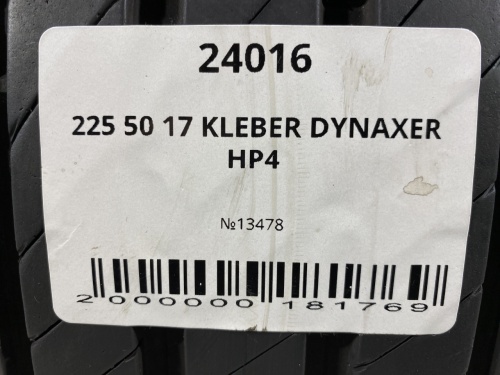 24016
225 50 17 KLEBER DYNAXER
HP4
№13478
2 000000 181769